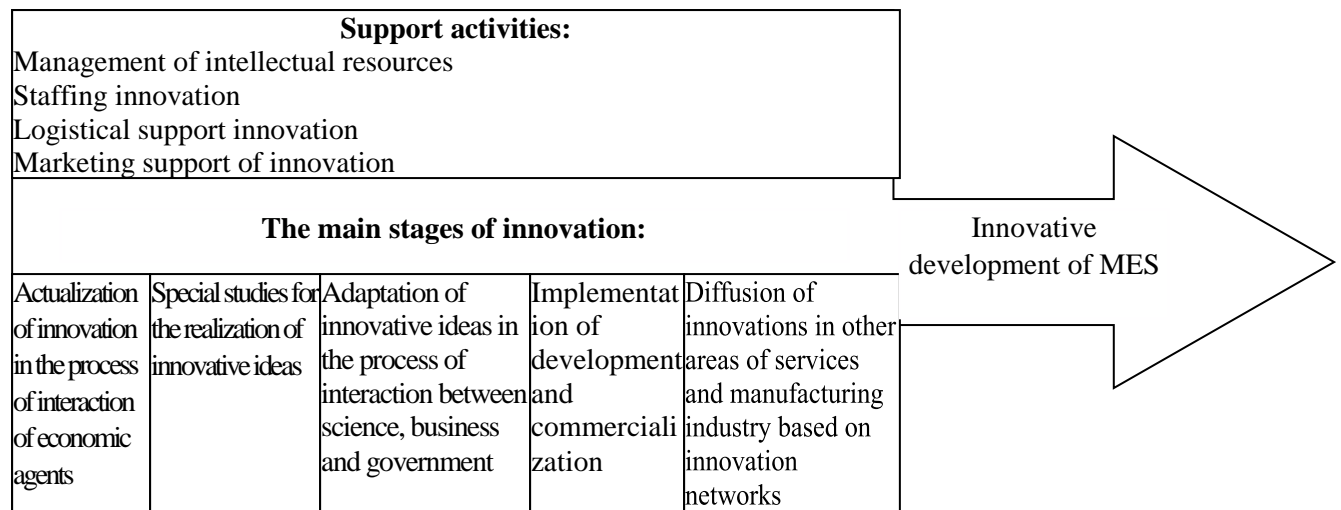 Support activities:
Management of intellectual resources
Staffing innovation
Logistical support innovation
Marketing support of innovation
The main stages of innovation:
Actualization
of innovation
in the process
of interaction
of economic
agents
Special studies for
the realization of
innovative ideas
Adaptation of
innovative ideas in
the process of
interaction between
science, business
and government
Implementat
ion of
development
and
commerciali
zation
Diffusion of
innovations in other
areas of services
and manufacturing
industry based on
innovation
networks
Innovative
development of MES